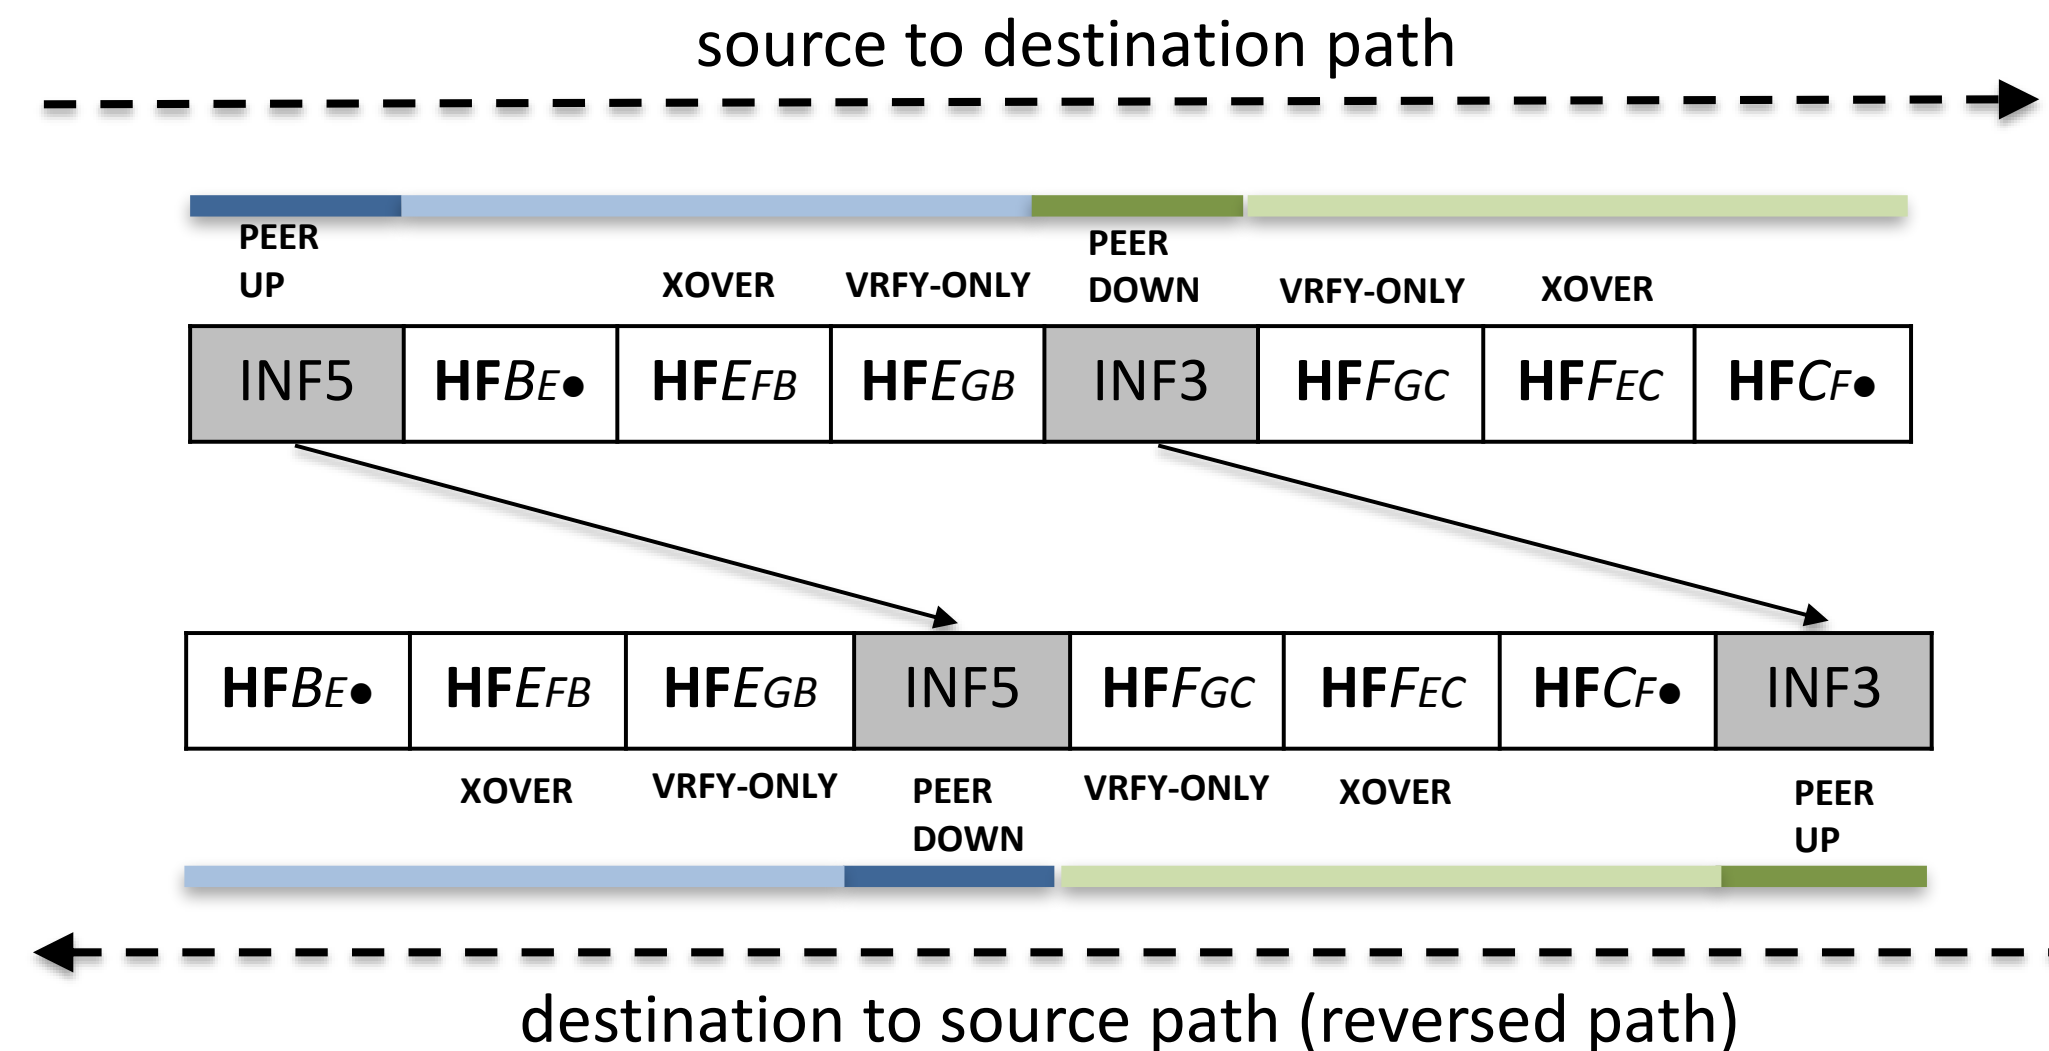 source to destination path
PEER
UP
XOVER
VRFY-ONLY
PEER
DOWN
VRFY-ONLY
XOVER
INF5 HFBE● HFEFB HFEGB INF3 HFFGC HFFEC HFCF●
HFBE● HFEFB HFEGB INF5 HFFGC HFFEC HFCF● INF3
XOVER
VRFY-ONLY
PEER
DOWN
VRFY-ONLY
XOVER
PEER
UP
destination to source path (reversed path)